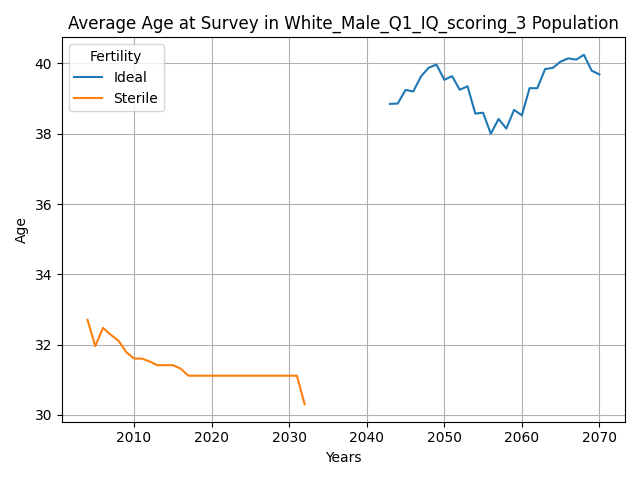 Average Age at Survey in White_Male_Q1_IQ_scoring_3 Population
Fertility
Ideal
Sterile
Age
40
38
36
34
32
30
2010
2020
2030
2040
2050
2060
2070
Years